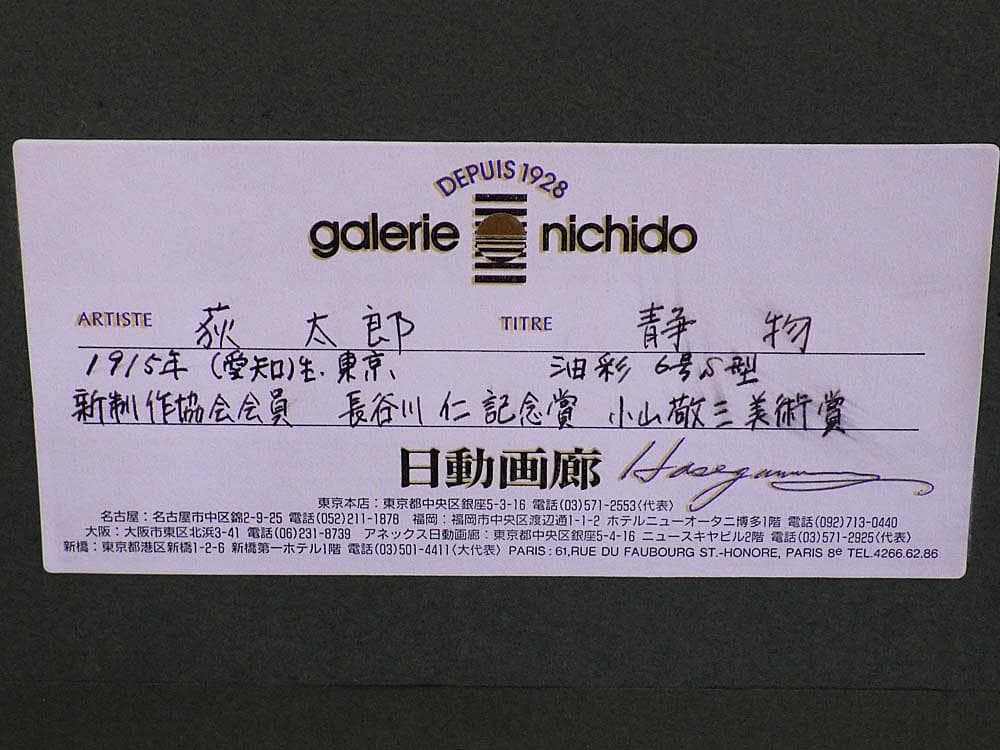 DEPUIS 1928
galerie nichido
ARTISTE 荻 太郎 TITRE 静物
1915年 (愛知)生. 東京、 油彩 6号S型
新制作協会会員 長谷川 仁 記念賞 小山敬三美術賞
日動画廊 Hasegawa
東京本店：東京都中央区銀座5-3-16 電話(03)571-2553〈代表〉
名古屋：名古屋市中区錦2-9-25 電話(052)211-1878 福岡：福岡市中央区渡辺通1-1-2 ホテルニューオータニ博多1階 電話(092)713-0440
大阪：大阪市東区北浜3-41 電話(06)231-8739 アネックス日動画廊：東京都中央区銀座5-4-16 ニュースキヤビル2階 電話(03)571-2925〈代表〉
新橋：東京都港区新橋1-2-6 新橋第一ホテル1階 電話(03)501-4411(大代表) PARIS : 61,RUE DU FAUBOURG ST.-HONORE, PARIS 8e TEL.4266.62.86